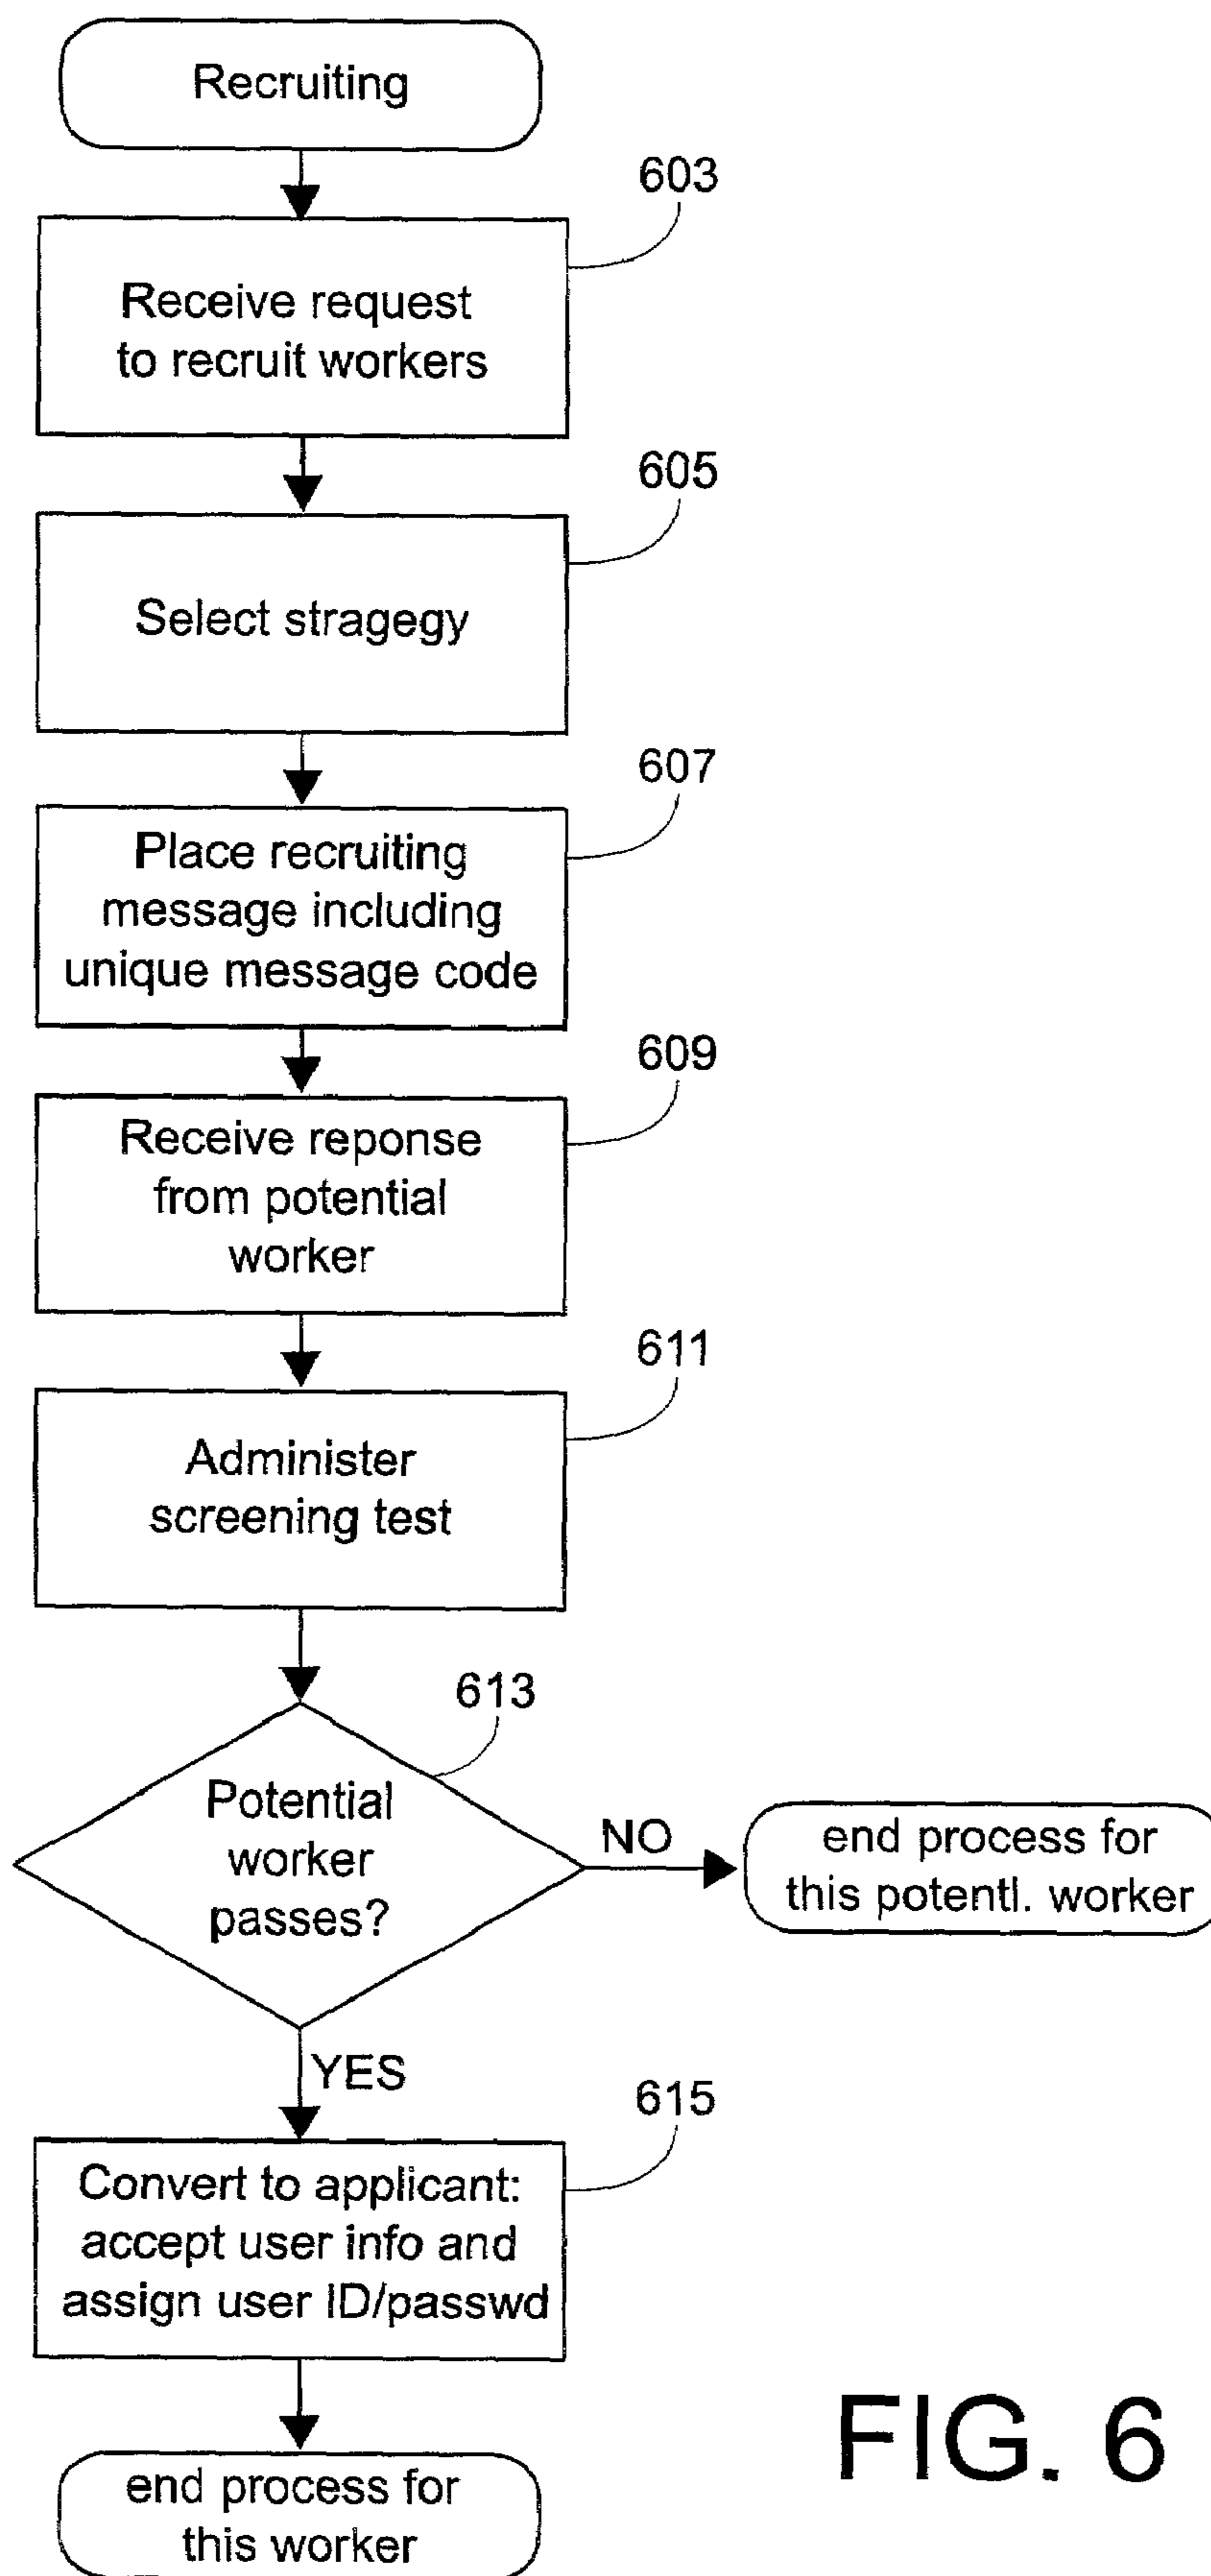 Recruiting
603
Receive request
to recruit workers
605
Select stragegy
607
Place recruiting
message including
unique message code
609
Receive reponse
from potential
worker
611
Administer
screening test
613
Potential
worker
passes?
NO
end process for
this potentl. worker
YES
615
Convert to applicant:
accept user info and
assign user ID/passwd
end process for
this worker
FIG. 6